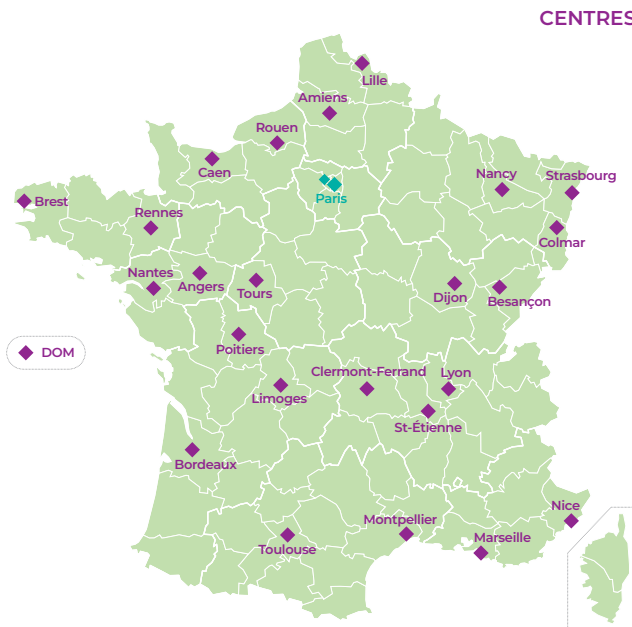 CENTRES
Lille
Amiens
Rouen
Caen
Paris
Nancy
Strasbourg
Brest
Rennes
Colmar
Nantes
Angers
Tours
Dijon
Besançon
Poitiers
DOM
Clermont-Ferrand
Lyon
Limoges
St-Étienne
Bordeaux
Nice
Montpellier
Marseille
Toulouse